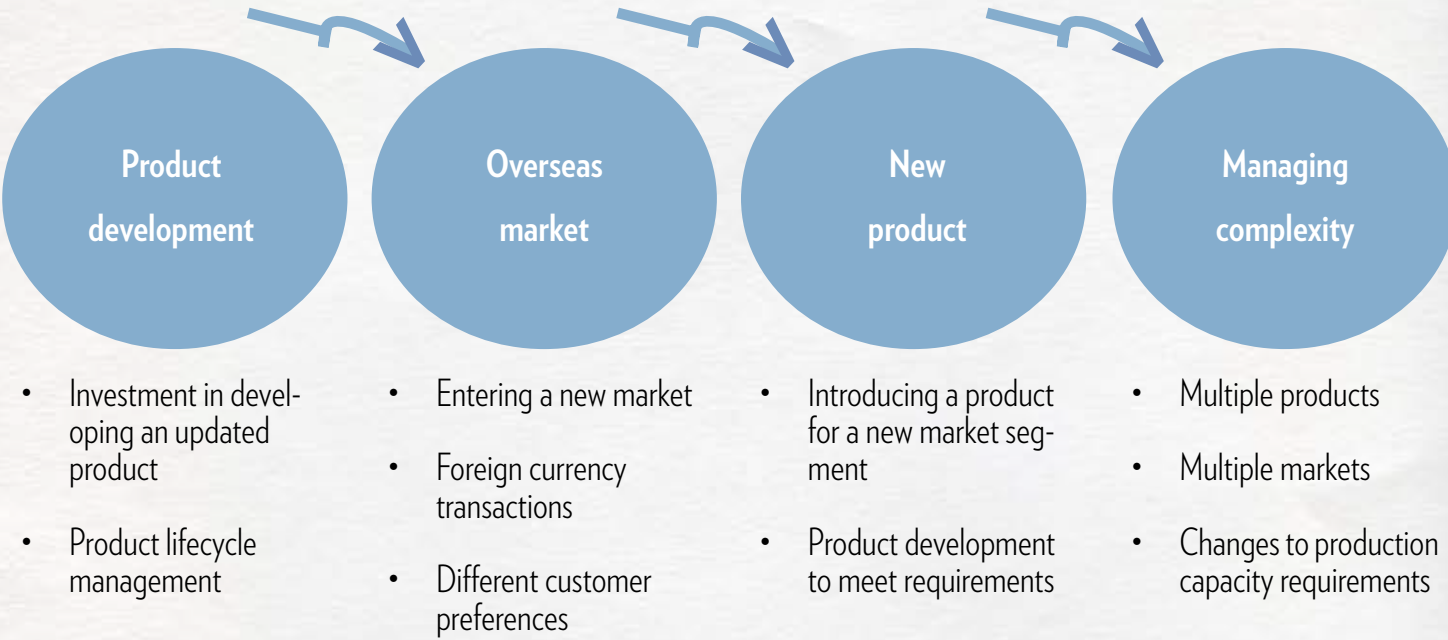 Product
development
Overseas
market
New
product
Managing
complexity
• Investment in devel-
oping an updated
product
• Product lifecycle
management
• Entering a new market
• Foreign currency
transactions
• Different customer
preferences
• Introducing a product
for a new market seg-
ment
• Product development
to meet requirements
• Multiple products
• Multiple markets
• Changes to production
capacity requirements